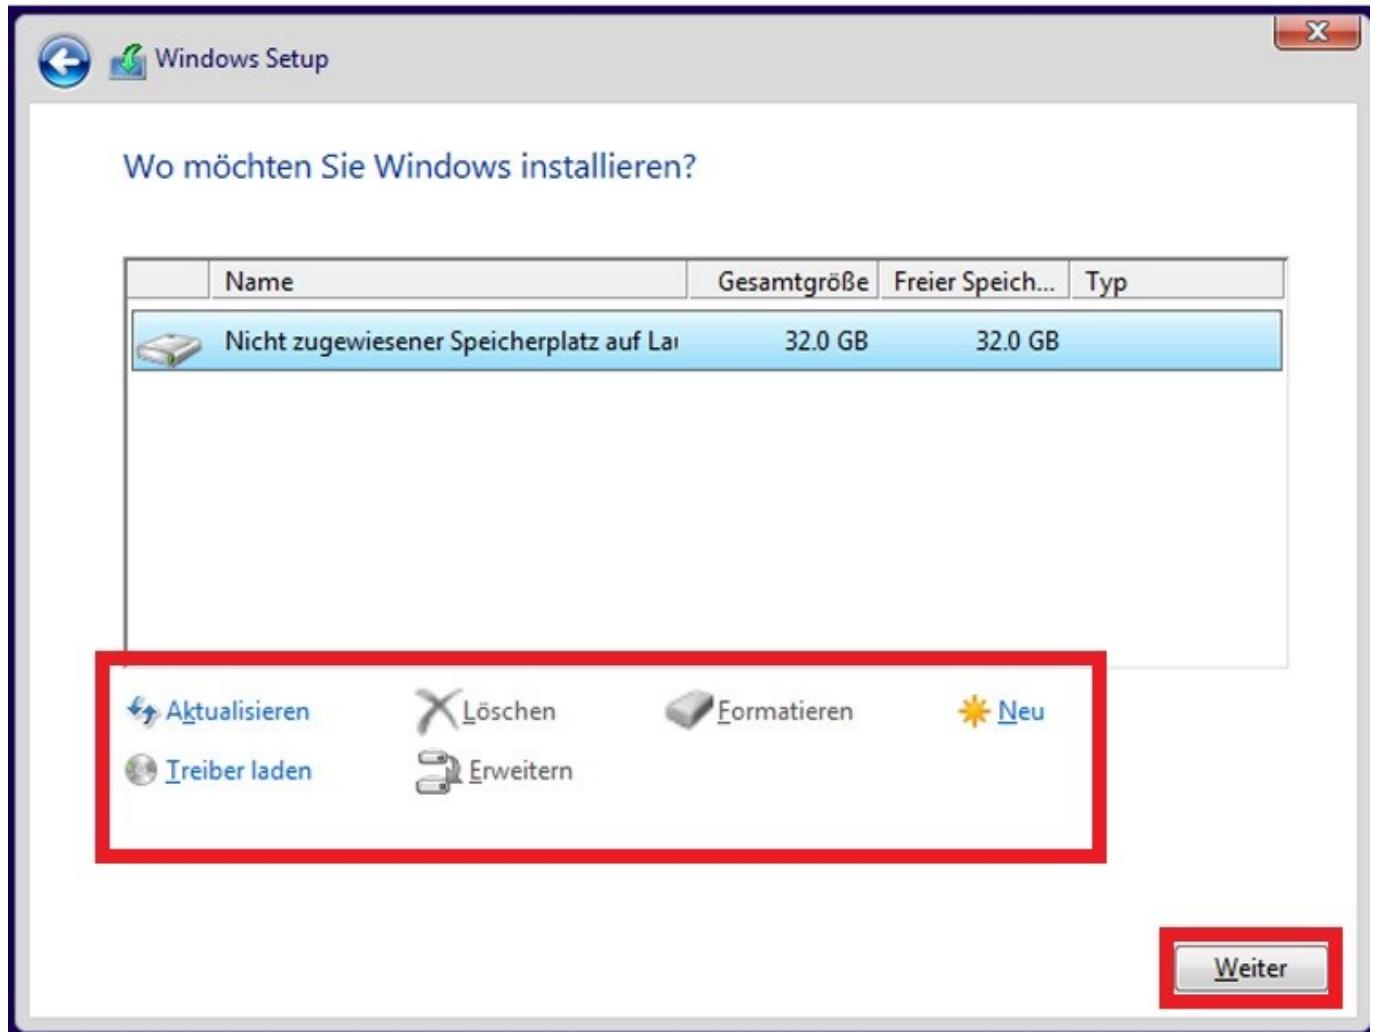 Windows Setup
Wo möchten Sie Windows installieren?
Name Gesamtgröße Freier Speich... Typ
Nicht zugewiesener Speicherplatz auf 32.0 GB 32.0 GB
Aktualisieren Löschen Formatieren Neu
Treiber laden Erweitern
Weiter